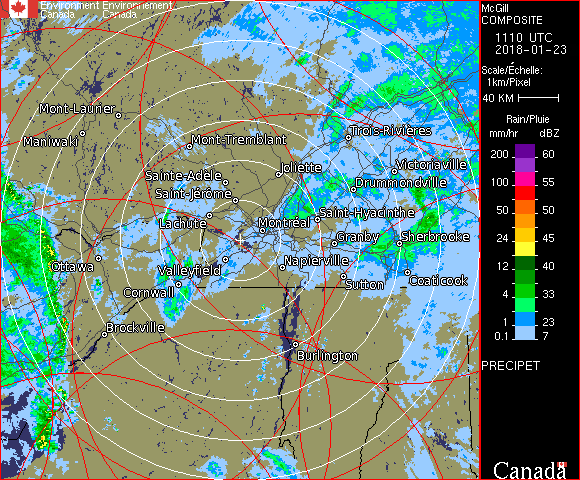 Environment Environnement
Canada Canada
McGill
COMPOSITE
1110 UTC
2018-01-23
Scale/Échelle:
1km/Pixel
40 KM
Rain/Pluie
mm/hr dBZ
200 60
100 55
50 50
24 45
12 40
4 33
1 23
0.1 7
PRECIPET
Canada
Mont-Laurier
Maniwaki
Mont-Tremblant
Trois-Rivières
Sainte-Adèle
Joliette
Victoriaville
Saint-Jérôme
Drummondville
Lachute
Montréal
Saint-Hyacinthe
Granby
Sherbrooke
Ottawa
Valleyfield
Napierville
Cornwall
Sutton
Coaticook
Brockville
Burlington